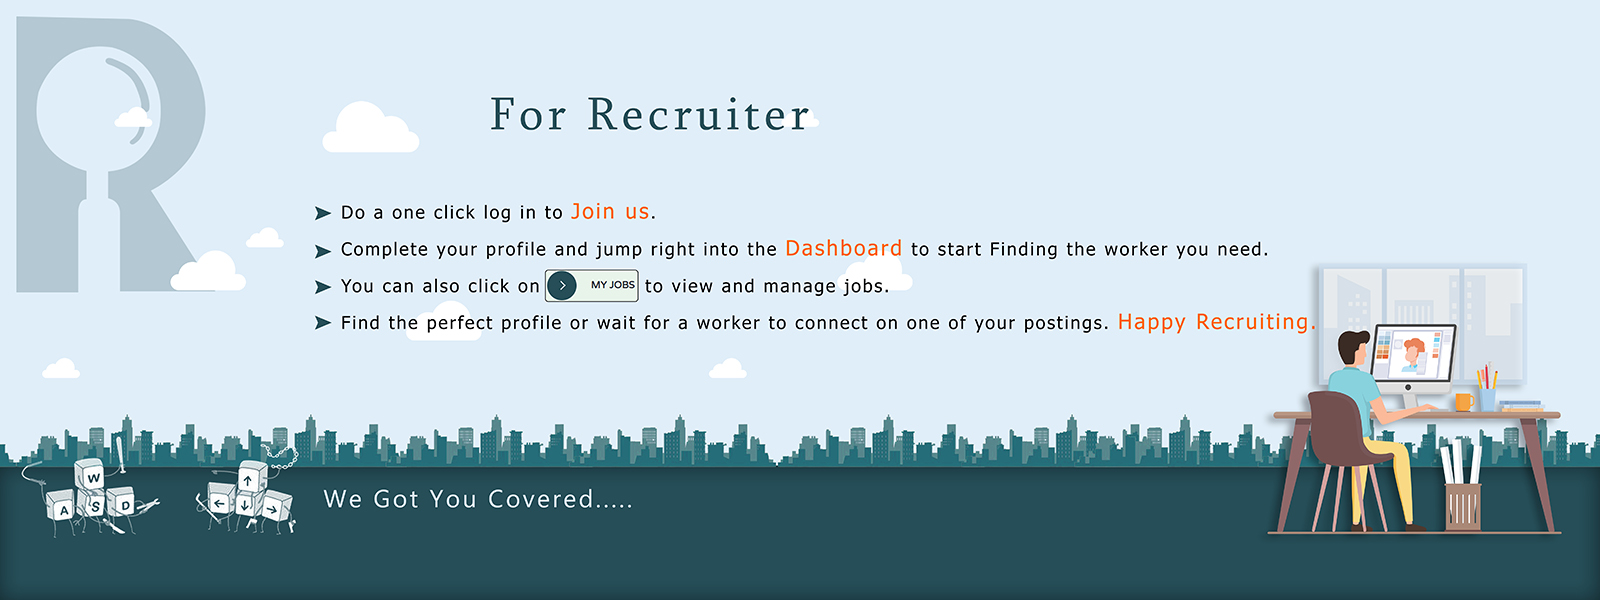 R
For Recruiter
Do a one click log in to Join us.
Complete your profile and jump right into the Dashboard to start Finding the worker you need.
You can also click on MY JOBS to view and manage jobs.
Find the perfect profile or wait for a worker to connect on one of your postings. Happy Recruiting.
W
A S D
We Got You Covered.....